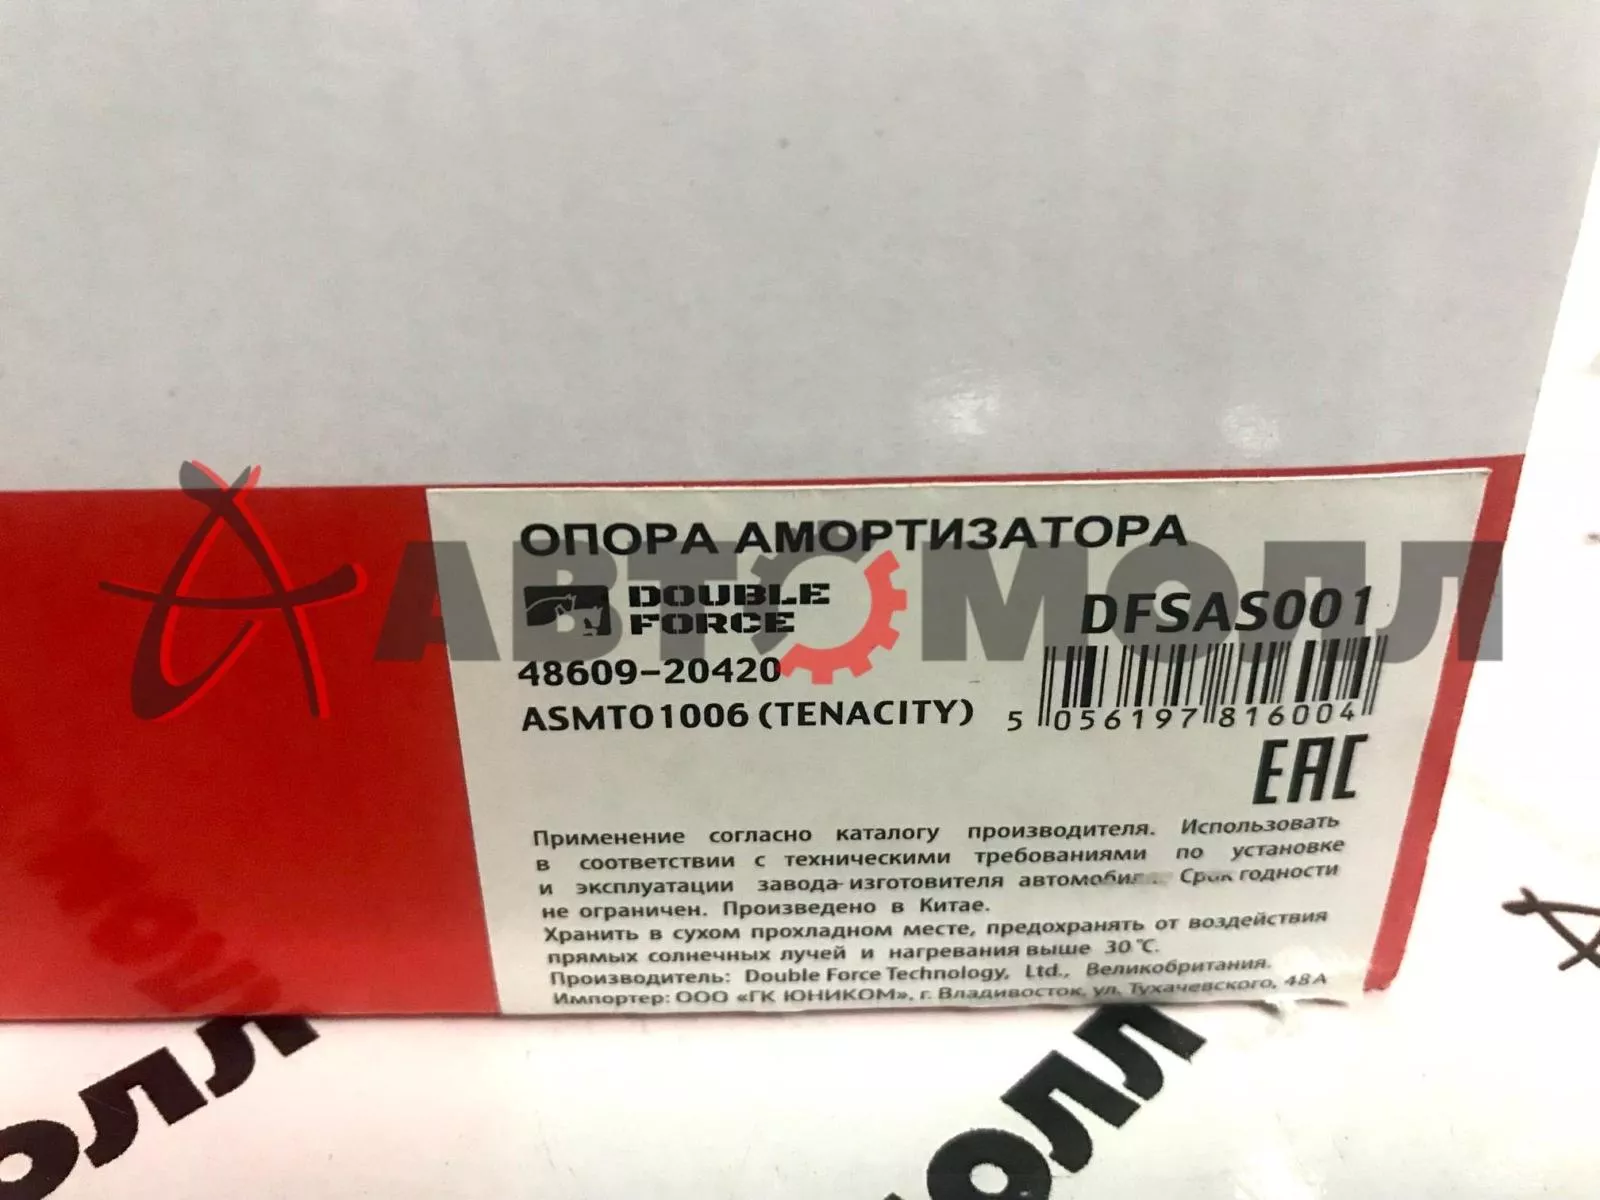 ОПОРА АМОРТИЗАТОРА
DOUBLE
FORCE
DFSAS001
48609-20420
ASMTO1006 (TENACITY)
5 056197 816004
EAC
Применение согласно каталогу производителя. Использовать
в соответствии с техническими требованиями по установке
и эксплуатации завода-изготовителя автомобиля. Срок годности
не ограничен. Произведено в Китае.
Хранить в сухом прохладном месте, предохранять от воздействия
прямых солнечных лучей и нагревания выше 30 °C.
Производитель: Double Force Technology, Ltd., Великобритания.
Импортер: ООО «ГК ЮНИКОМ», г. Владивосток, ул. Тухачевского, 48А
АВТОМОЛЛ
МОЛЛ
МОЛЛ